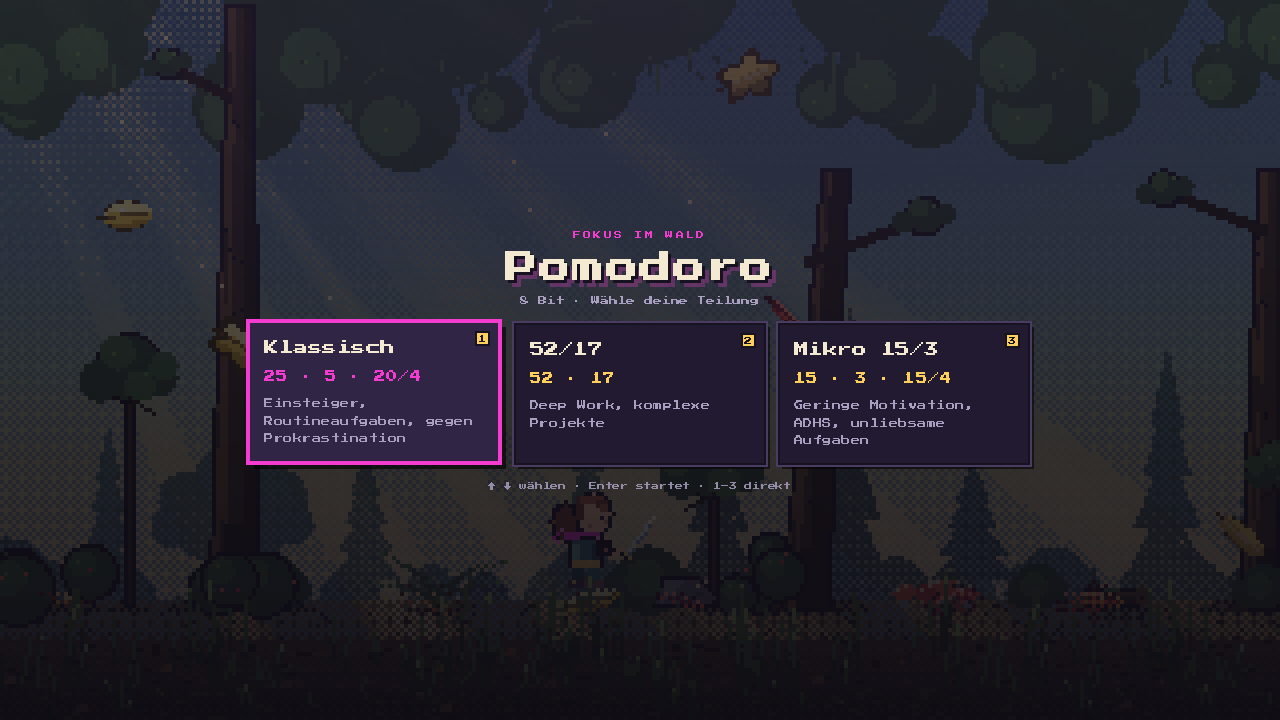 FOKUS IM WALD
Pomodoro
8 Bit · Wähle deine Teilung
Klassisch
1
25 · 5 · 20/4
Einsteiger,
Routineaufgaben, gegen
Prokrastination
52/17
2
52 · 17
Deep Work, komplexe
Projekte
Mikro 15/3
3
15 · 3 · 15/4
Geringe Motivation,
ADHS, unliebsame
Aufgaben
↑ ↓ wählen · Enter startet · 1-3 direkt